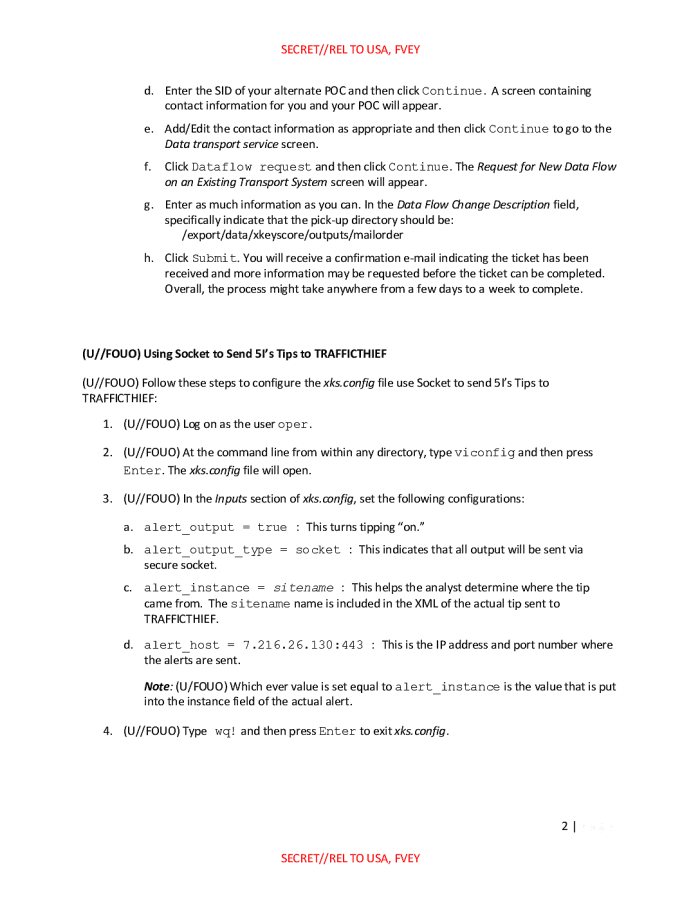 SECRET//REL TO USA, FVEY
d. Enter the SID of your alternate POC and then click Continue. A screen containing
contact information for you and your POC will appear.
e. Add/Edit the contact information as appropriate and then click Continue to go to the
Data transport service screen.
f. Click Dataflow request and then click Continue. The Request for New Data Flow
on an Existing Transport System screen will appear.
g. Enter as much information as you can. In the Data Flow Change Description field,
specifically indicate that the pick-up directory should be:
/export/data/xkeyscore/outputs/mailorder
h. Click Submit. You will receive a confirmation e-mail indicating the ticket has been
received and more information may be requested before the ticket can be completed.
Overall, the process might take anywhere from a few days to a week to complete.
(U//FOUO) Using Socket to Send 5I's Tips to TRAFFICTHIEF
(U//FOUO) Follow these steps to configure the xks.config file use Socket to send 5I's Tips to
TRAFFICTHIEF:
1. (U//FOUO) Log on as the user oper.
2. (U//FOUO) At the command line from within any directory, type viconfig and then press
Enter. The xks.config file will open.
3. (U//FOUO) In the Inputs section of xks.config, set the following configurations:
a. alert_output = true : This turns tipping “on.”
b. alert_output_type = socket : This indicates that all output will be sent via
secure socket.
c. alert_instance = sitename : This helps the analyst determine where the tip
came from. The sitename name is included in the XML of the actual tip sent to
TRAFFICTHIEF.
d. alert_host = 7.216.26.130:443 : This is the IP address and port number where
the alerts are sent.
Note: (U/FOUO) Which ever value is set equal to alert_instance is the value that is put
into the instance field of the actual alert.
4. (U//FOUO) Type wq! and then press Enter to exit xks.config.
2 |
SECRET//REL TO USA, FVEY